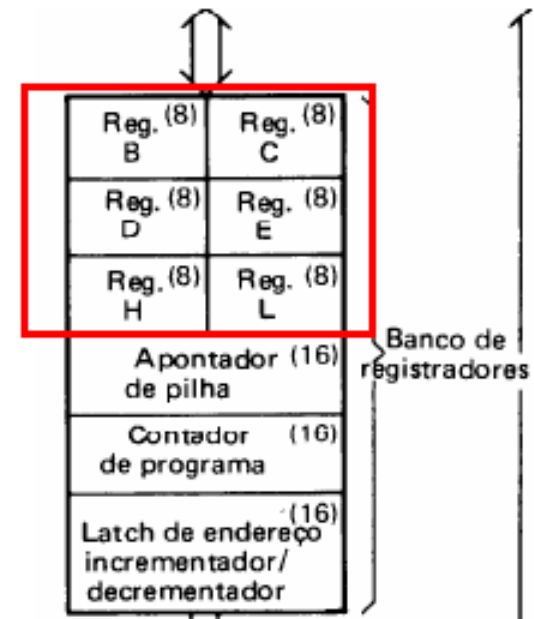 Reg. (8) Reg. (8)
B C
Reg. (8) Reg. (8)
D E
Reg. (8) Reg. (8)
H L
Apontador (16)
de pilha
Contador (16)
de programa
(16)
Latch de endereço
incrementador/
decrementador
Banco de
registradores